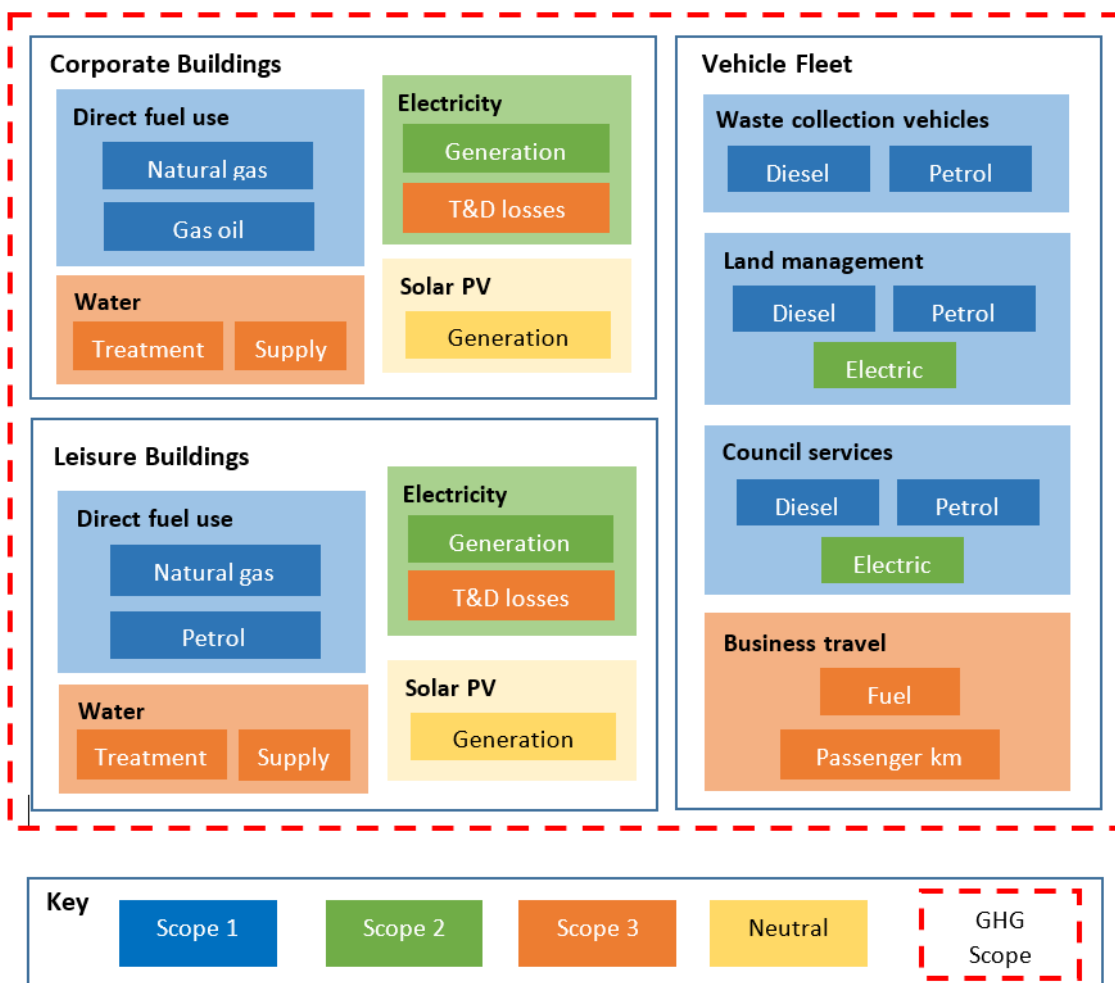 Corporate Buildings
Direct fuel use
Natural gas
Gas oil
Electricity
Generation
T&D losses
Water
Treatment
Supply
Solar PV
Generation
Leisure Buildings
Direct fuel use
Natural gas
Petrol
Electricity
Generation
T&D losses
Water
Treatment
Supply
Solar PV
Generation
Vehicle Fleet
Waste collection vehicles
Diesel
Petrol
Land management
Diesel
Petrol
Electric
Council services
Diesel
Petrol
Electric
Business travel
Fuel
Passenger km
Key
Scope 1
Scope 2
Scope 3
Neutral
GHG
Scope